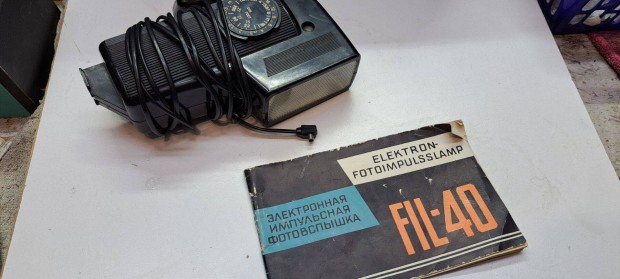 ELEKTRON-
FOTOIMPULSSLAMP
ЭЛЕКТРОННАЯ
ИМПУЛЬСНАЯ
ФОТОВСПЫШКА
FIL-40